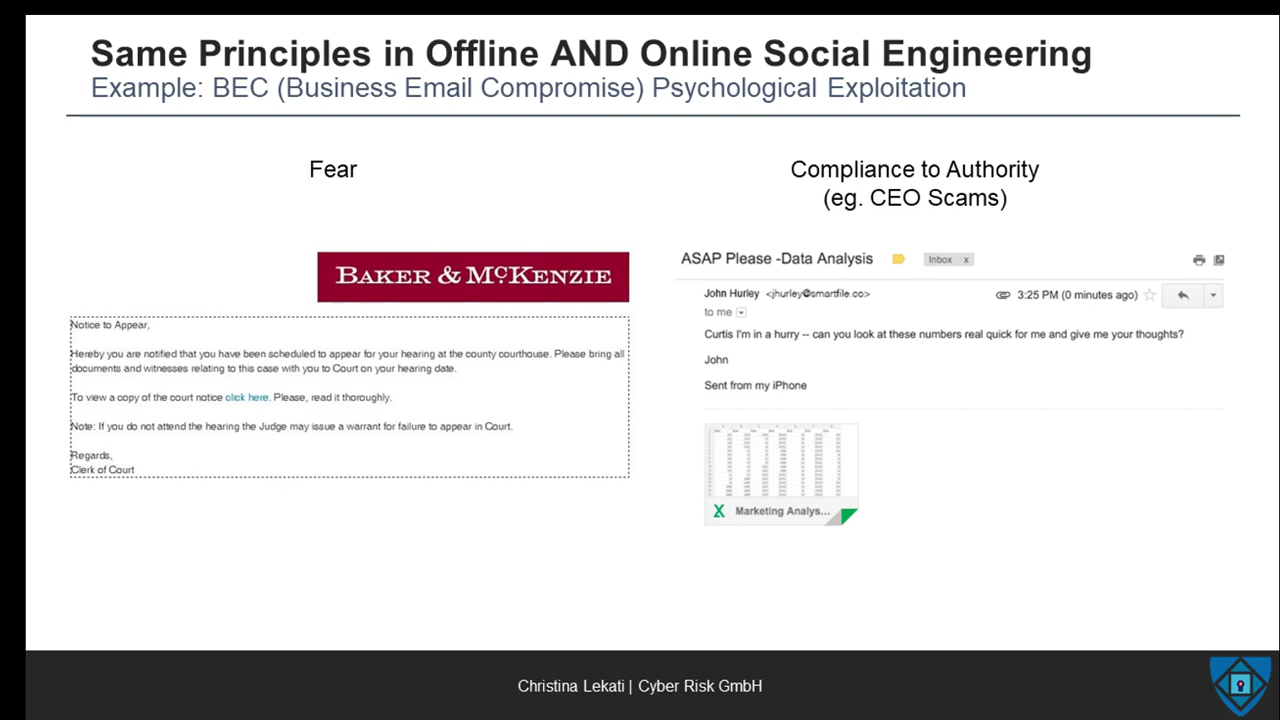 Same Principles in Offline AND Online Social Engineering
Example: BEC (Business Email Compromise) Psychological Exploitation
Fear
BAKER & MCKENZIE
Notice to Appear,
Hereby you are notified that you have been scheduled to appear for your hearing at the county courthouse. Please bring all
documents and witnesses relating to this case with you to Court on your hearing date.
To view a copy of the court notice click here. Please, read it thoroughly.
Note: If you do not attend the hearing the Judge may issue a warrant for failure to appear in Court.
Regards,
Clerk of Court
Compliance to Authority
(eg. CEO Scams)
ASAP Please -Data Analysis
Inbox x
John Hurley <jhurley@smartfile.co>
3:25 PM (0 minutes ago)
to me
Curtis I'm in a hurry -- can you look at these numbers real quick for me and give me your thoughts?
John
Sent from my iPhone
Marketing Analys...
Christina Lekati | Cyber Risk GmbH